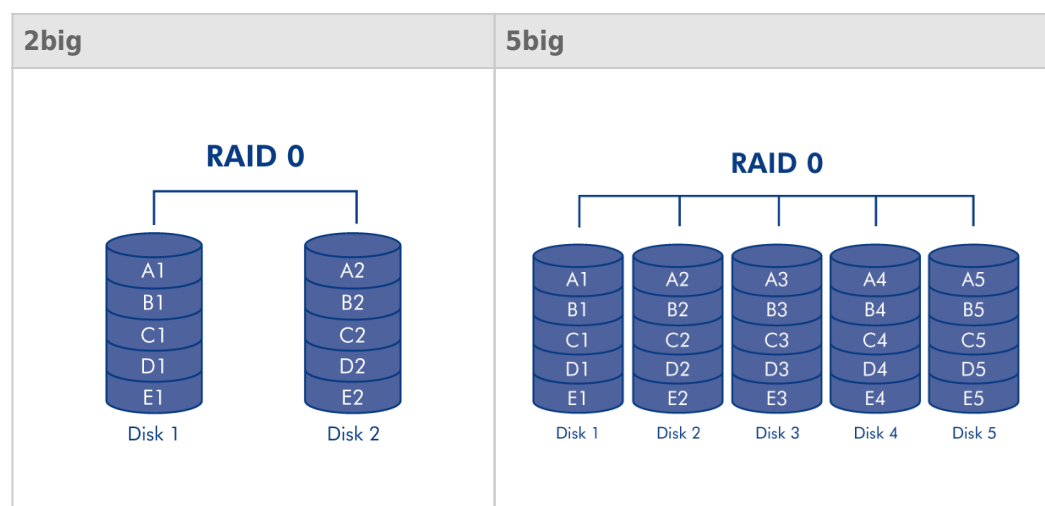 2big
5big
RAID 0
A1 A2
B1 B2
C1 C2
D1 D2
E1 E2
Disk 1 Disk 2
RAID 0
A1 A2 A3 A4 A5
B1 B2 B3 B4 B5
C1 C2 C3 C4 C5
D1 D2 D3 D4 D5
E1 E2 E3 E4 E5
Disk 1 Disk 2 Disk 3 Disk 4 Disk 5